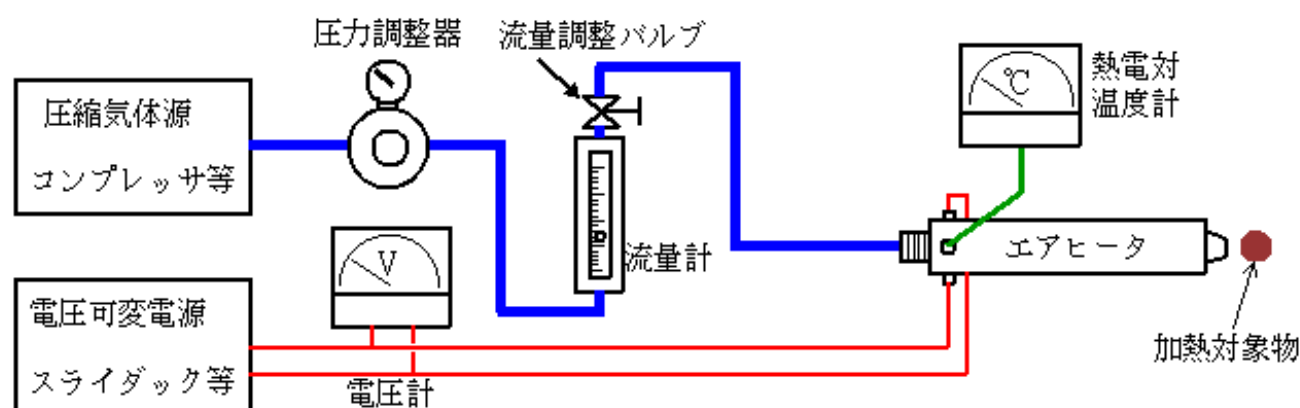 圧力調整器
流量調整バルブ
℃
熱電対
温度計
圧縮気体源
コンプレッサ等
V
流量計
エアヒータ
電圧可変電源
スライダック等
電圧計
加熱対象物